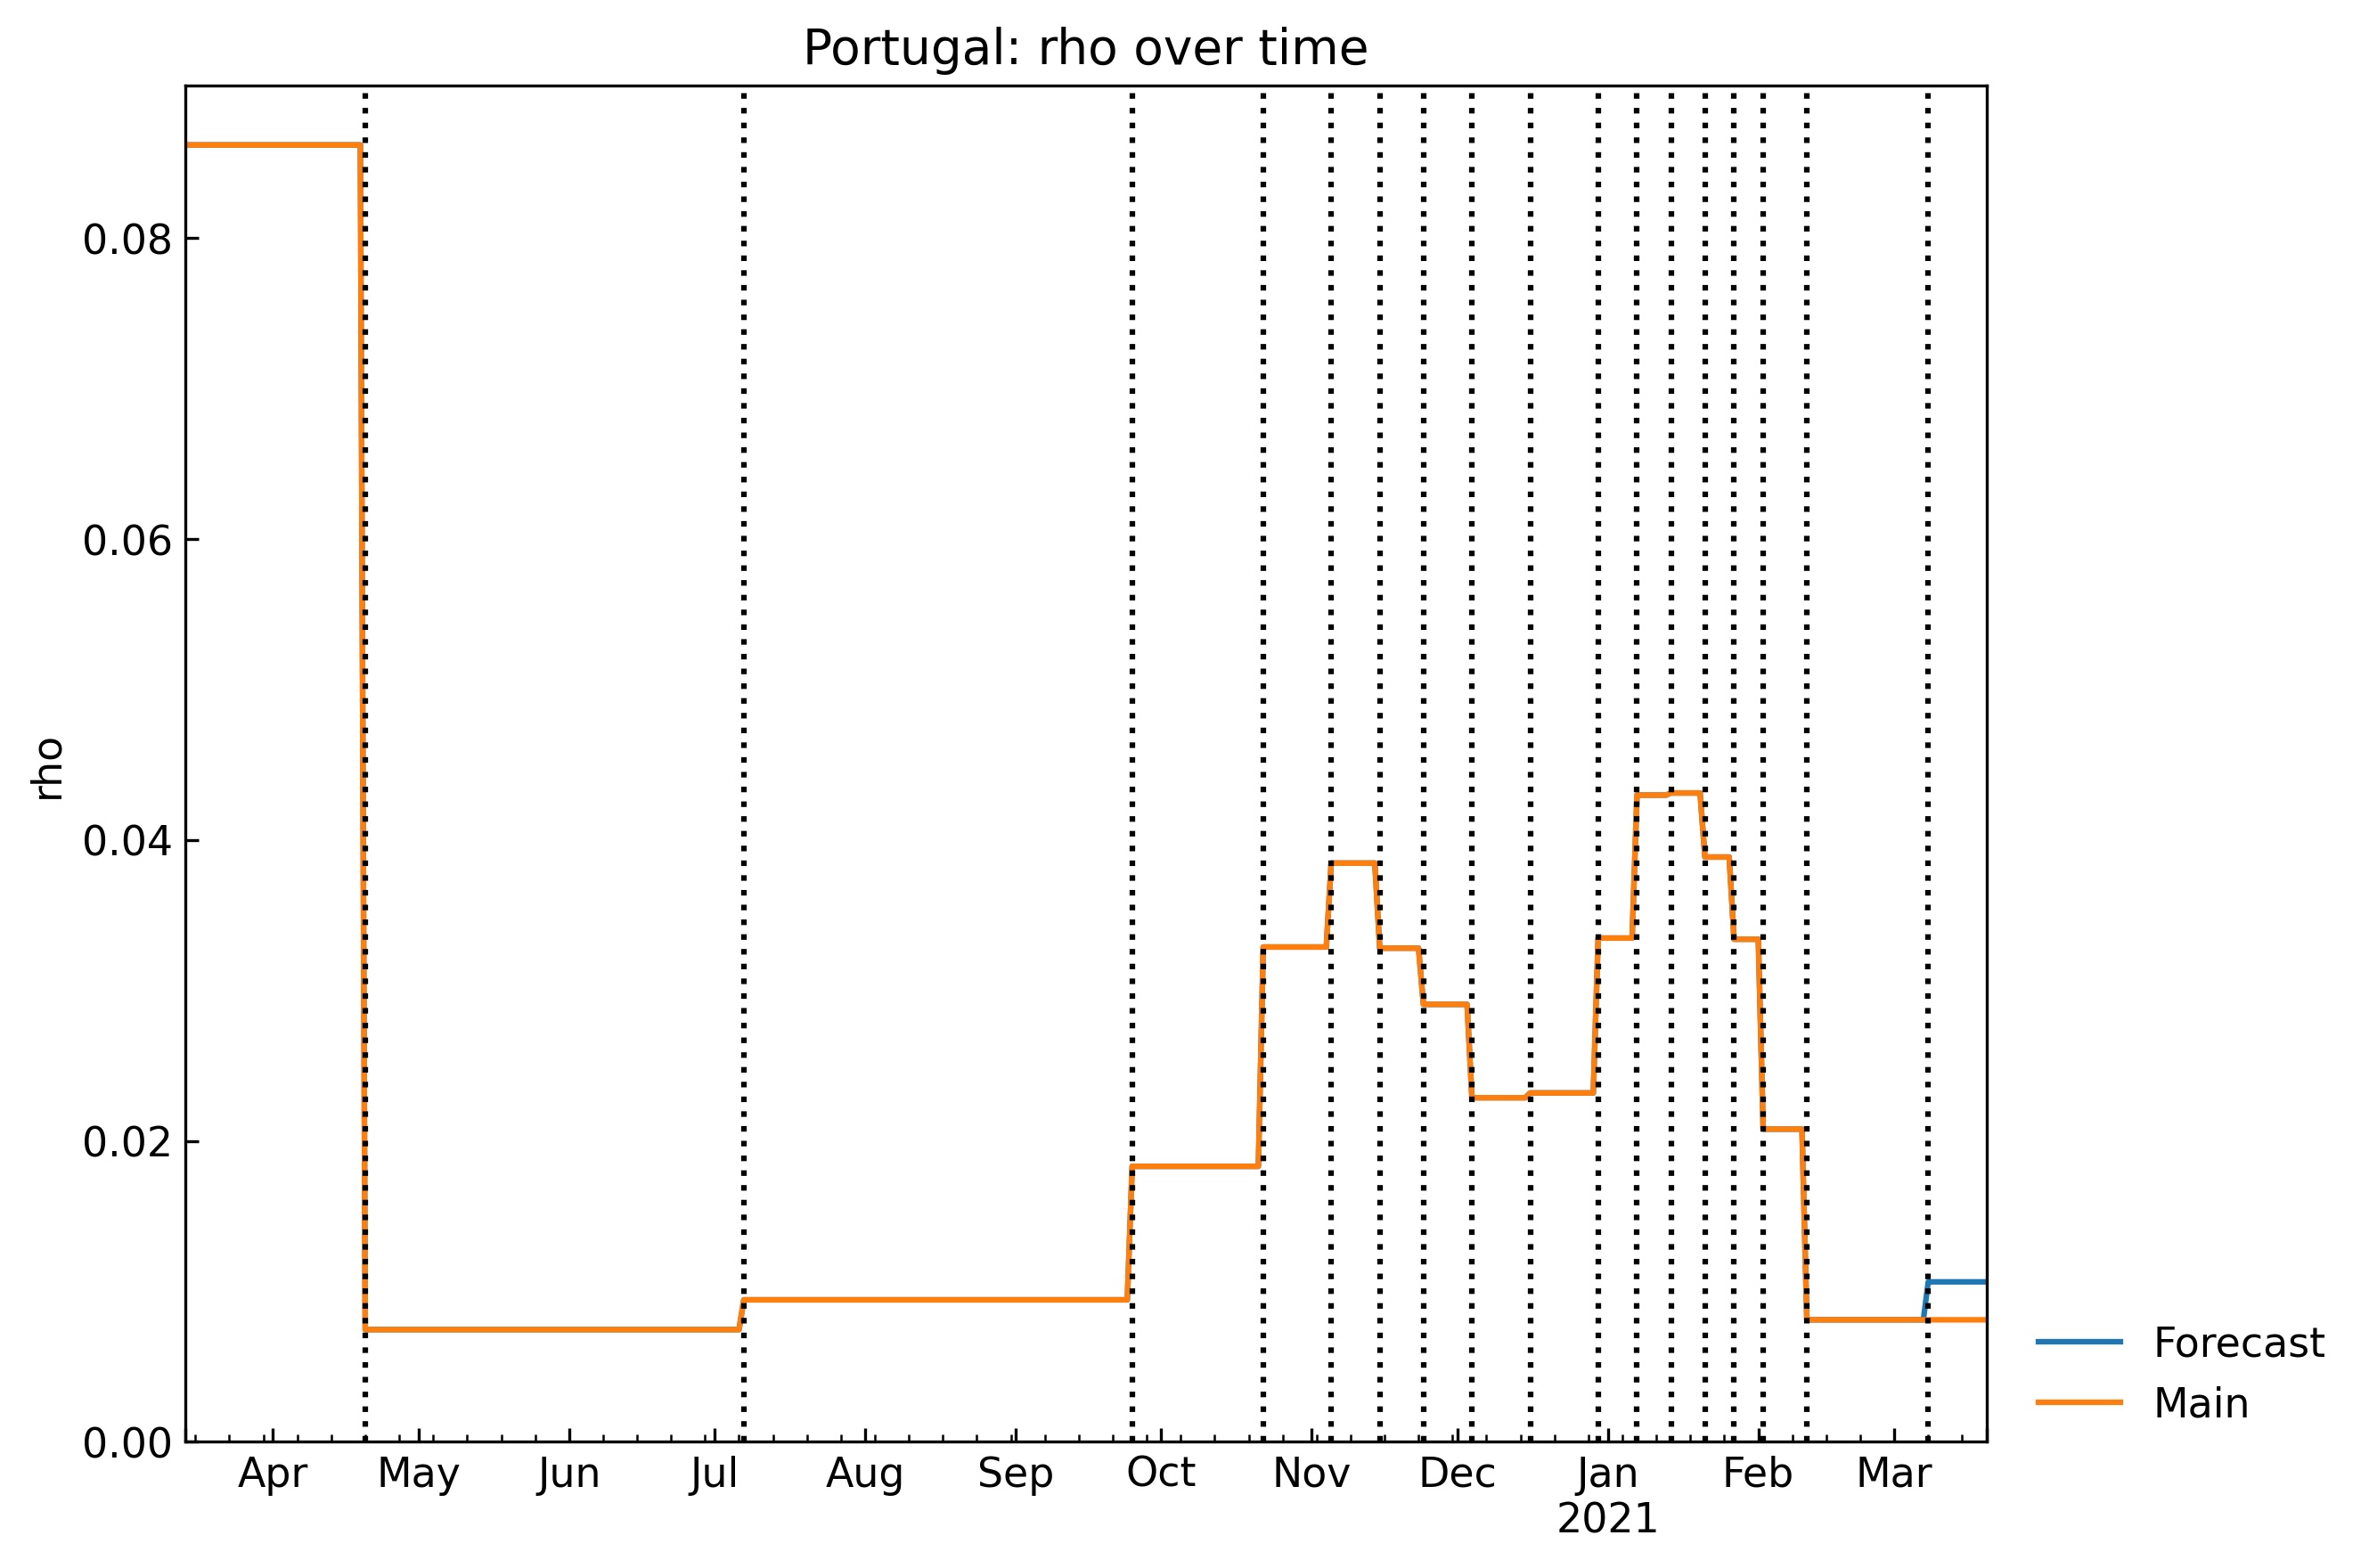 Portugal: rho over time
rho
0.08
0.06
0.04
0.02
0.00
Apr May Jun Jul Aug Sep Oct Nov Dec Jan Feb Mar
2021
Forecast
Main